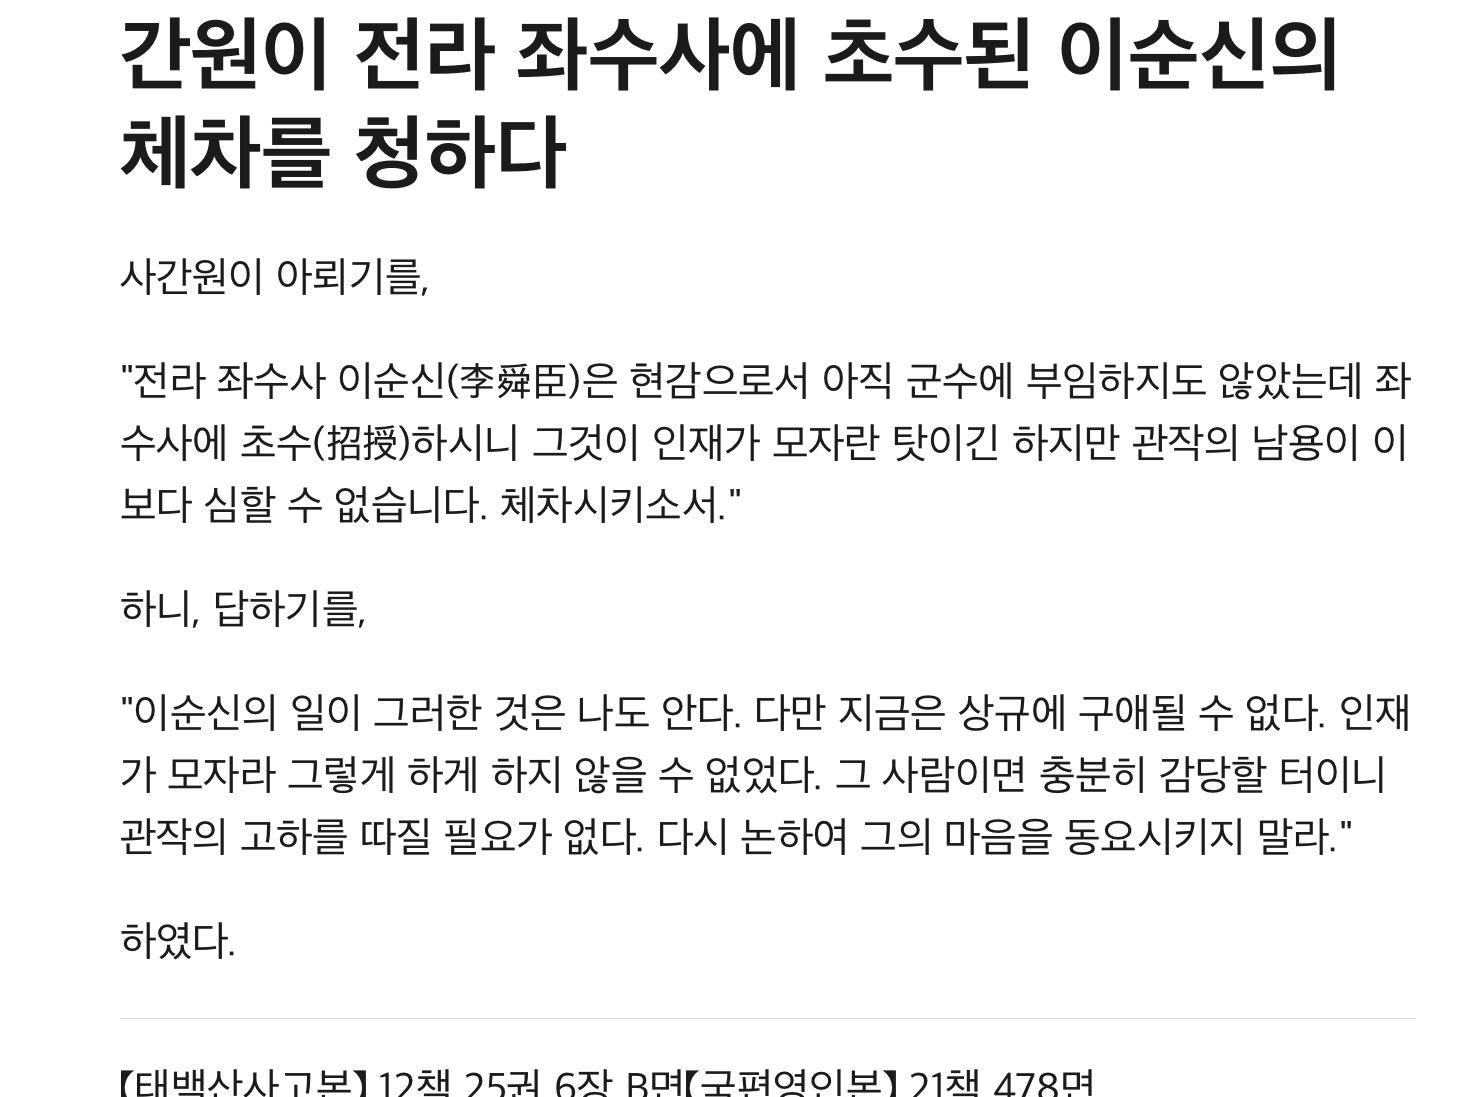 간원이 전라 좌수사에 초수된 이순신의
체차를 청하다
사간원이 아뢰기를,
"전라 좌수사 이순신(李舜臣)은 현감으로서 아직 군수에 부임하지도 않았는데 좌
수사에 초수(招授)하시니 그것이 인재가 모자란 탓이긴 하지만 관작의 남용이 이
보다 심할 수 없습니다. 체차시키소서."
하니, 답하기를,
"이순신의 일이 그러한 것은 나도 안다. 다만 지금은 상규에 구애될 수 없다. 인재
가 모자라 그렇게 하게 하지 않을 수 없었다. 그 사람이면 충분히 감당할 터이니
관작의 고하를 따질 필요가 없다. 다시 논하여 그의 마음을 동요시키지 말라."
하였다.
【태백산사고본】 12책 25권 6장 B면【국편영인본】 21책 478면